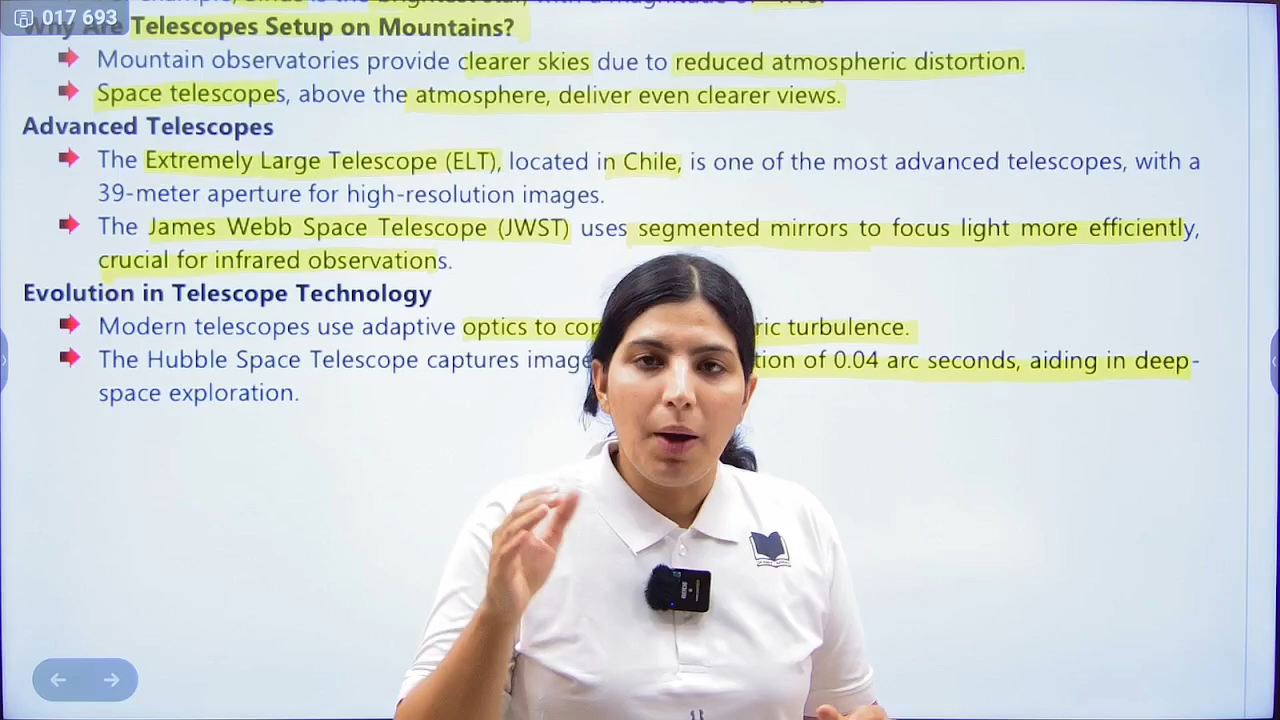 017 693
Why Are Telescopes Setup on Mountains?
Mountain observatories provide clearer skies due to reduced atmospheric distortion.
Space telescopes, above the atmosphere, deliver even clearer views.
Advanced Telescopes
The Extremely Large Telescope (ELT), located in Chile, is one of the most advanced telescopes, with a
39-meter aperture for high-resolution images.
The James Webb Space Telescope (JWST) uses segmented mirrors to focus light more efficiently,
crucial for infrared observations.
Evolution in Telescope Technology
Modern telescopes use adaptive optics to turbulence.
The Hubble Space Telescope captures of 0.04 arc seconds, aiding in deep-
space exploration.